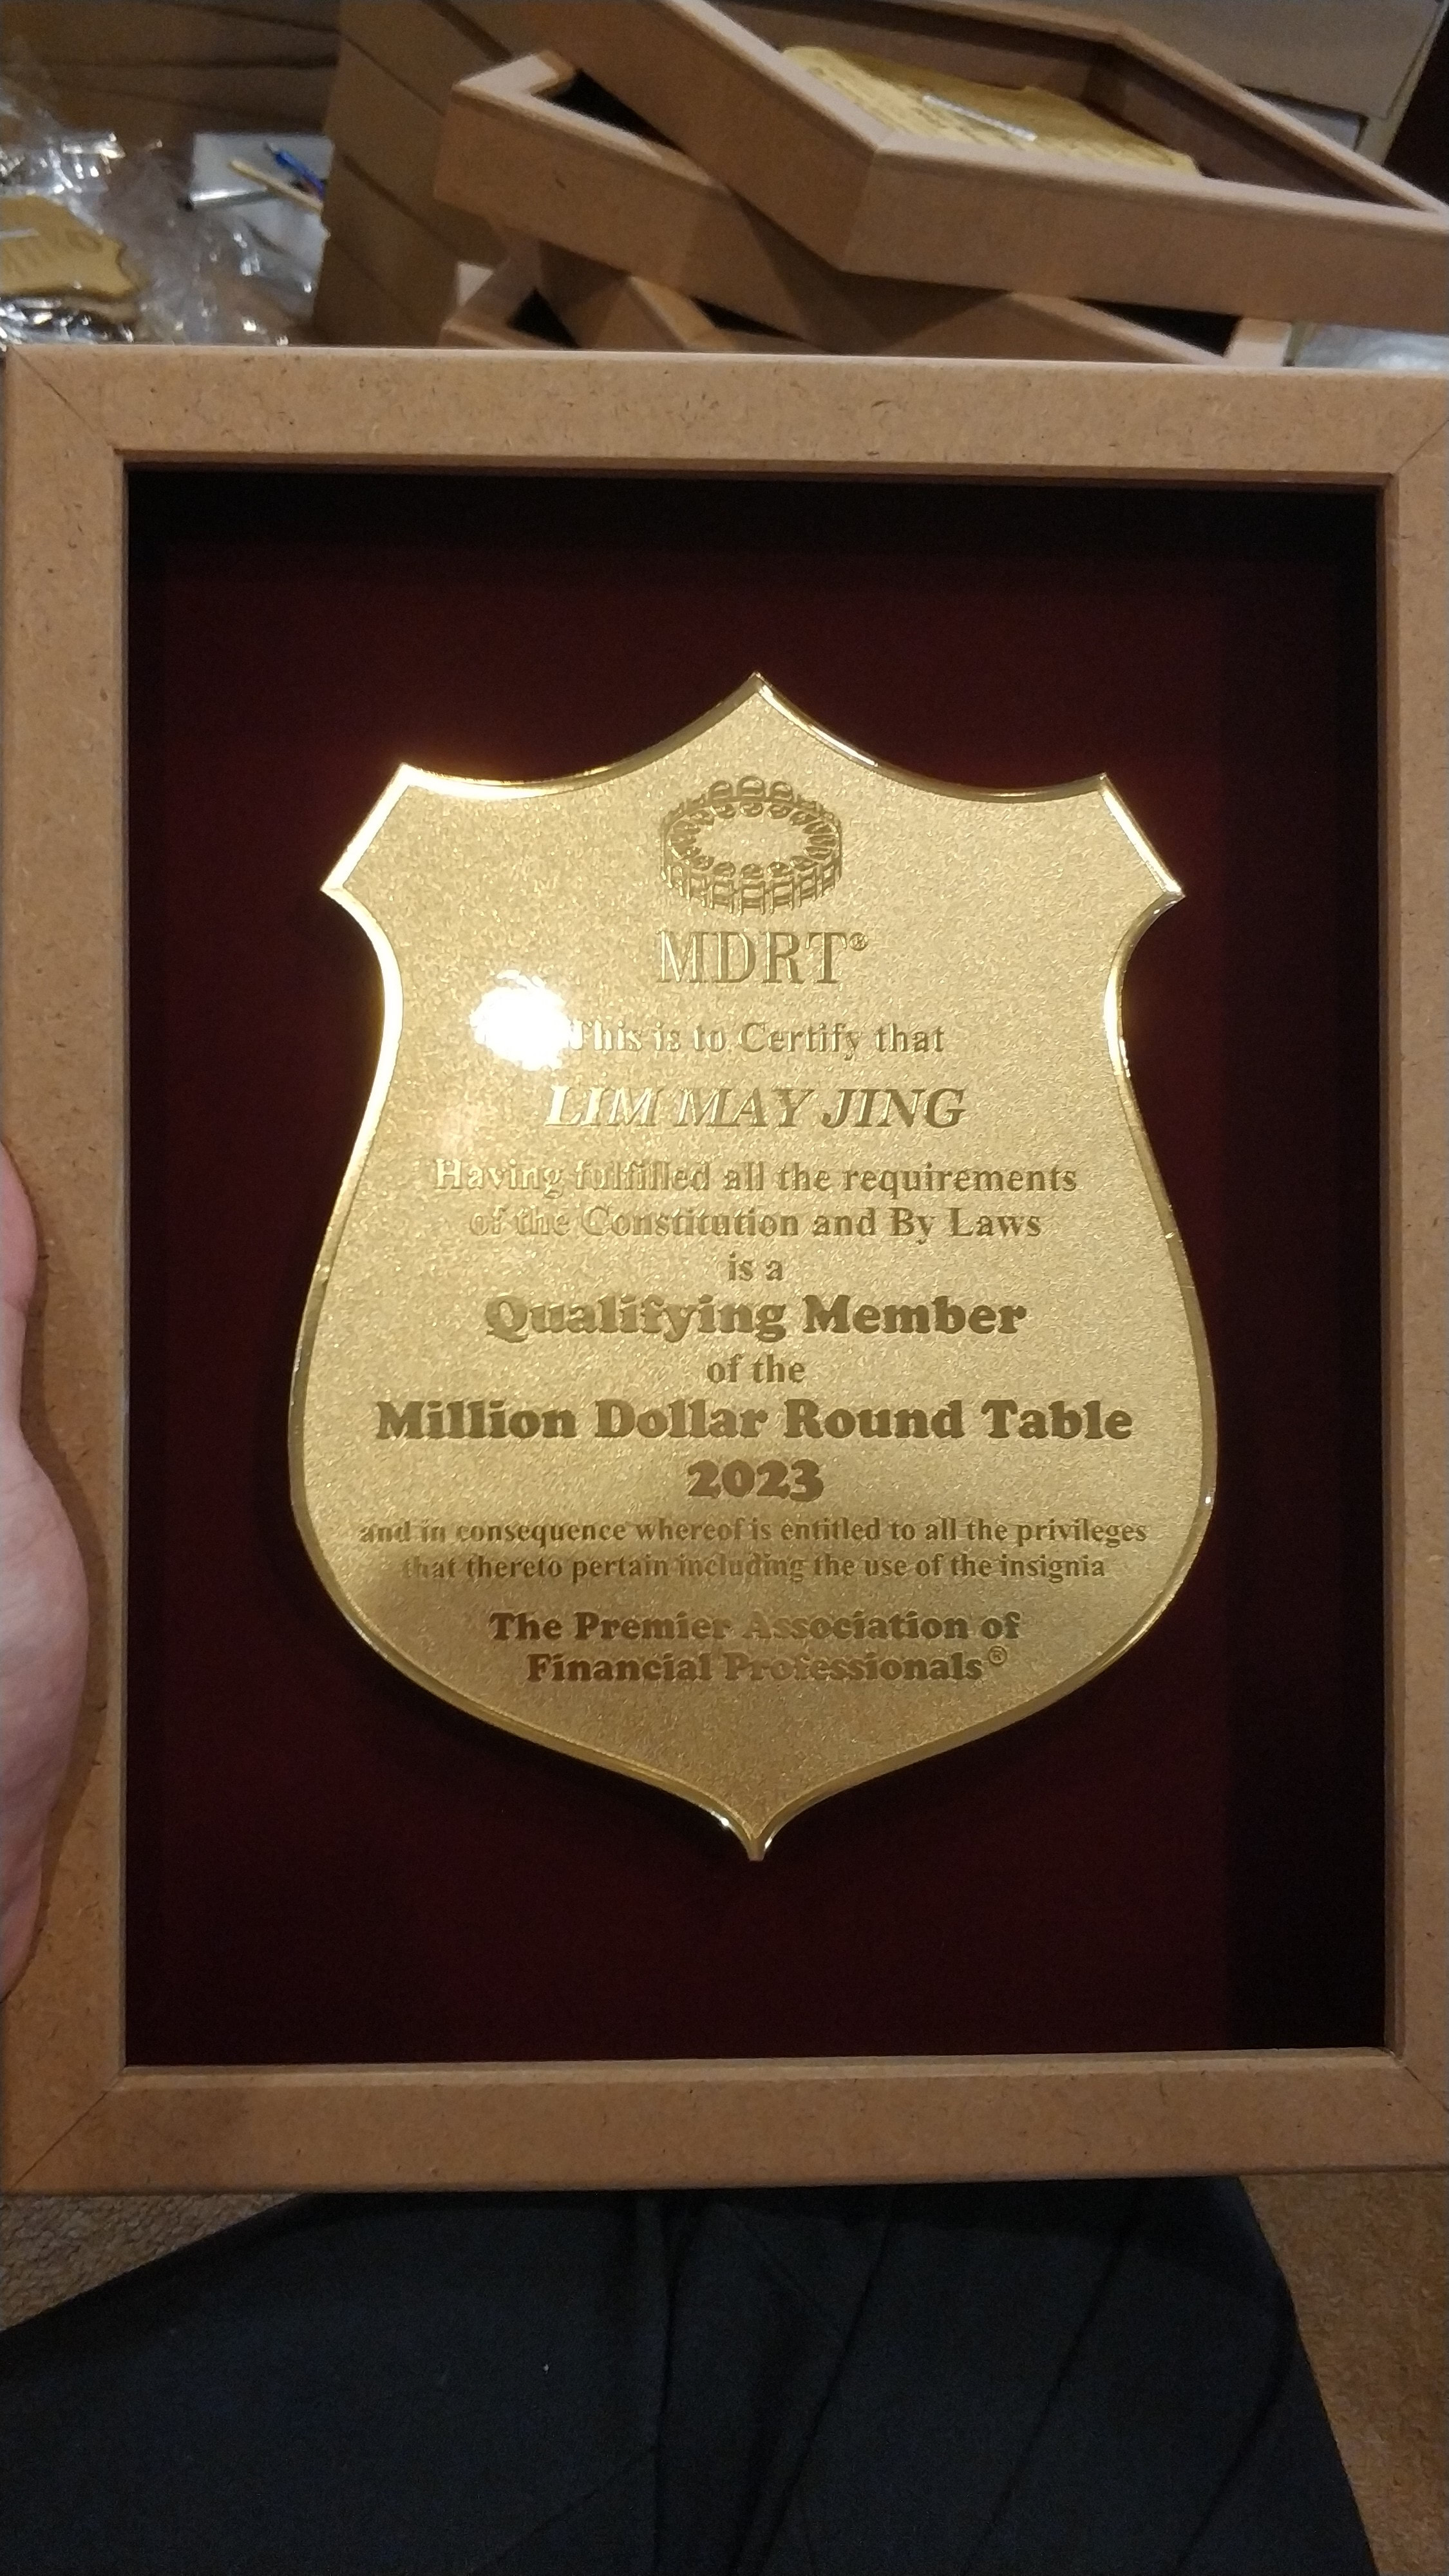 MDRT®
This is to Certify that
LIM MAY JING
Having fulfilled all the requirements
of the Constitution and By Laws
is a
Qualifying Member
of the
Million Dollar Round Table
2023
and in consequence whereof is entitled to all the privileges
that thereto pertain including the use of the insignia
The Premier Association of
Financial Professionals®